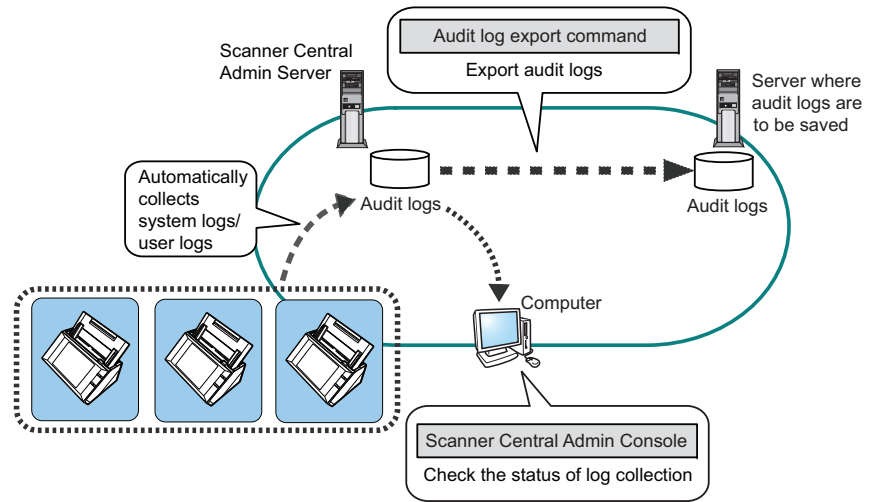 Audit log export command
Export audit logs
Scanner Central
Admin Server
Server where
audit logs are
to be saved
Automatically
collects
system logs/
user logs
Audit logs
Audit logs
Computer
Scanner Central Admin Console
Check the status of log collection